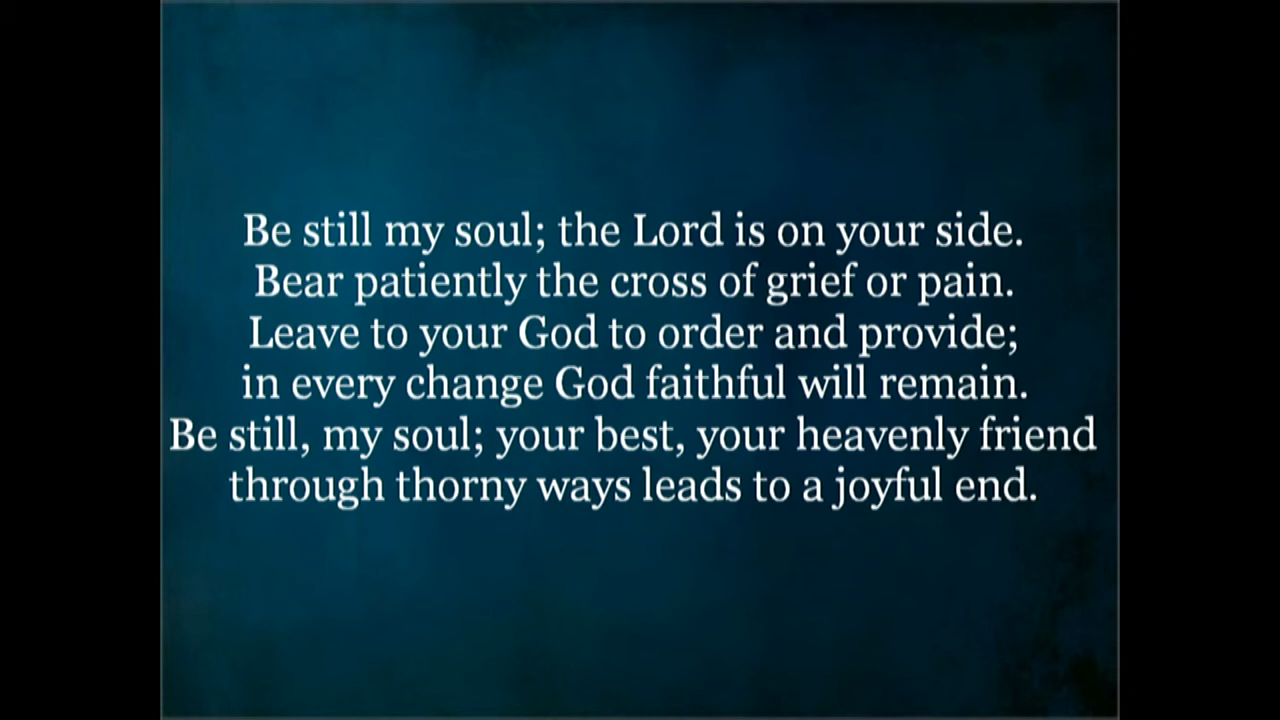 Be still my soul; the Lord is on your side.
Bear patiently the cross of grief or pain.
Leave to your God to order and provide;
in every change God faithful will remain.
Be still, my soul; your best, your heavenly friend
through thorny ways leads to a joyful end.